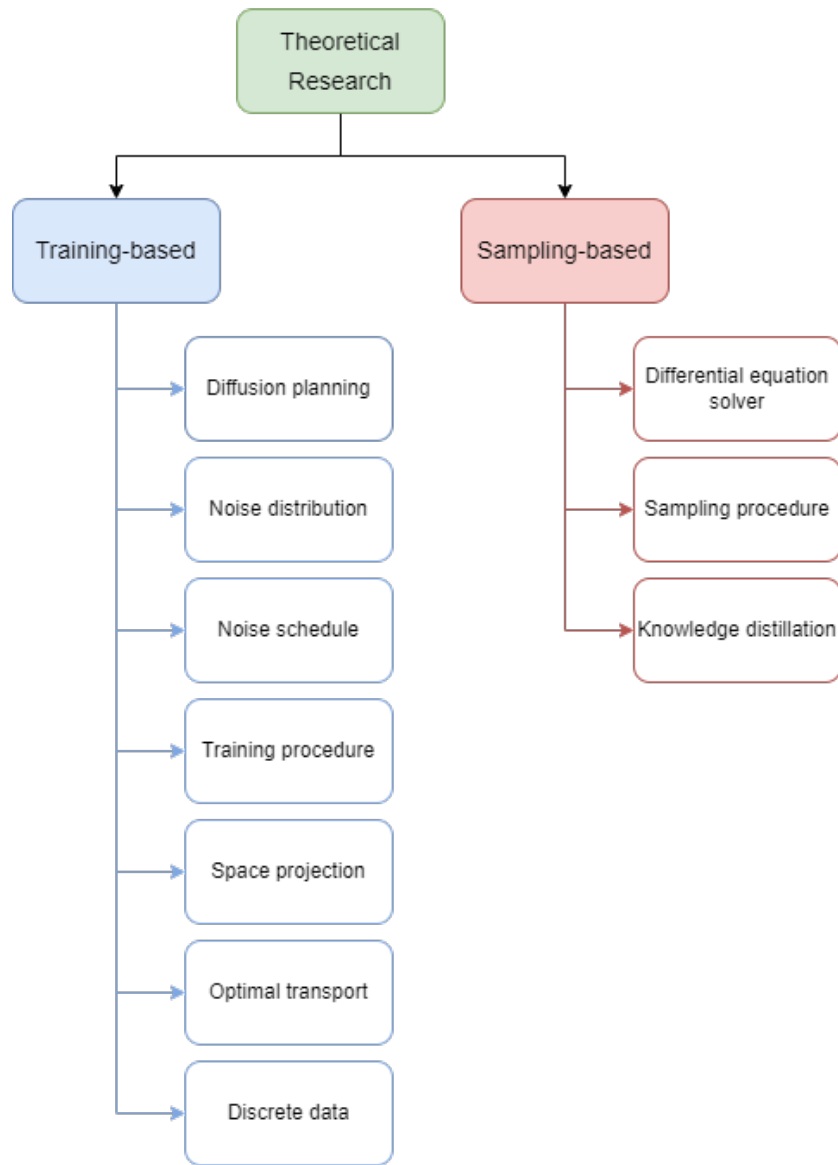 Theoretical
Research
Training-based
Sampling-based
Diffusion planning
Noise distribution
Noise schedule
Training procedure
Space projection
Optimal transport
Discrete data
Differential equation
solver
Sampling procedure
Knowledge distillation